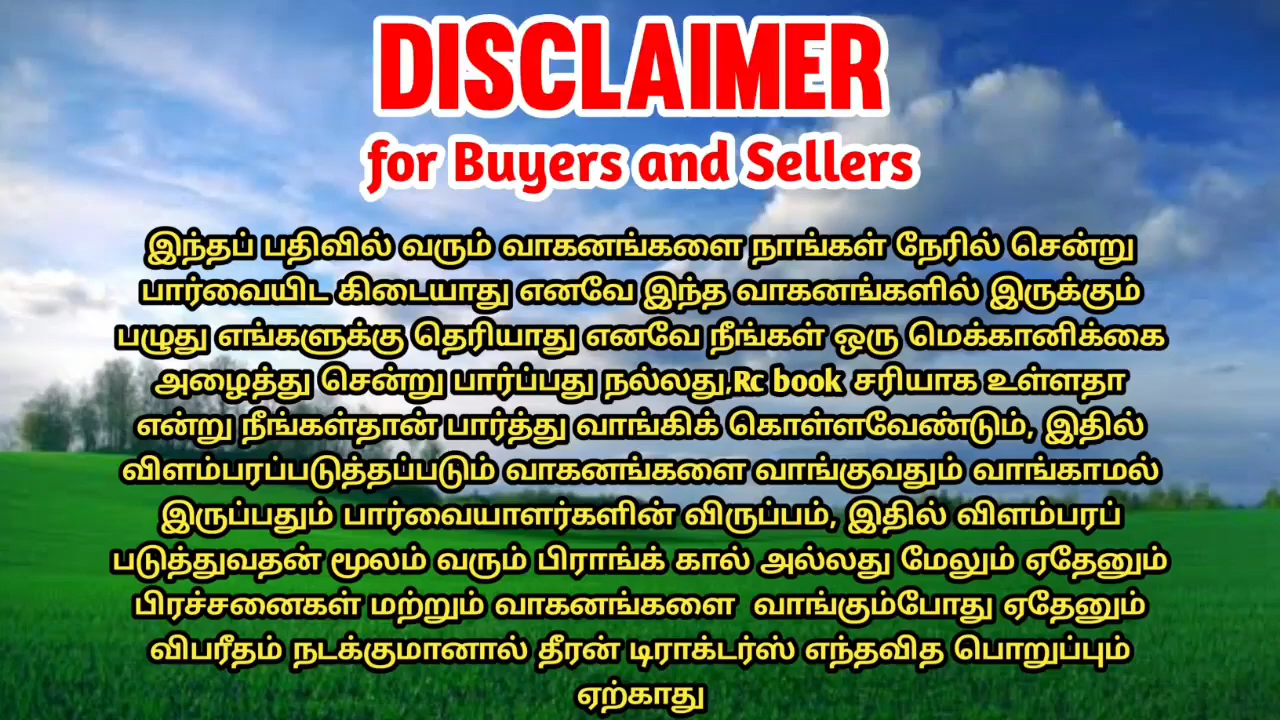 DISCLAIMER
for Buyers and Sellers
இந்தப் பதிவில் வரும் வாகனங்களை நாங்கள் நேரில் சென்று
பார்வையிட கிடையாது எனவே இந்த வாகனங்களில் இருக்கும்
பழுது எங்களுக்கு தெரியாது எனவே நீங்கள் ஒரு மெக்கானிக்கை
அழைத்து சென்று பார்ப்பது நல்லது,Rc book சரியாக உள்ளதா
என்று நீங்கள்தான் பார்த்து வாங்கிக் கொள்ளவேண்டும், இதில்
விளம்பரப்படுத்தப்படும் வாகனங்களை வாங்குவதும் வாங்காமல்
இருப்பதும் பார்வையாளர்களின் விருப்பம், இதில் விளம்பரப்
படுத்துவதன் மூலம் வரும் பிராங்க் கால் அல்லது மேலும் ஏதேனும்
பிரச்சனைகள் மற்றும் வாகனங்களை வாங்கும்போது ஏதேனும்
விபரீதம் நடக்குமானால் தீரன் டிராக்டர்ஸ் எந்தவித பொறுப்பும்
ஏற்காது